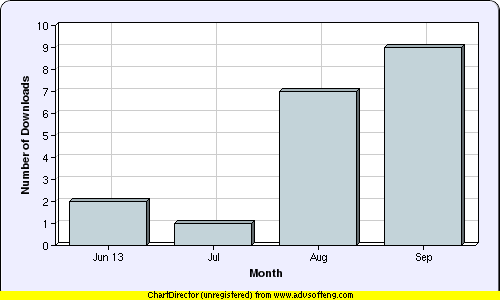 10
9
8
7
6
5
4
3
2
1
0
Number of Downloads
Jun 13 Jul Aug Sep
Month
ChartDirector (unregistered) from www.advsofteng.com